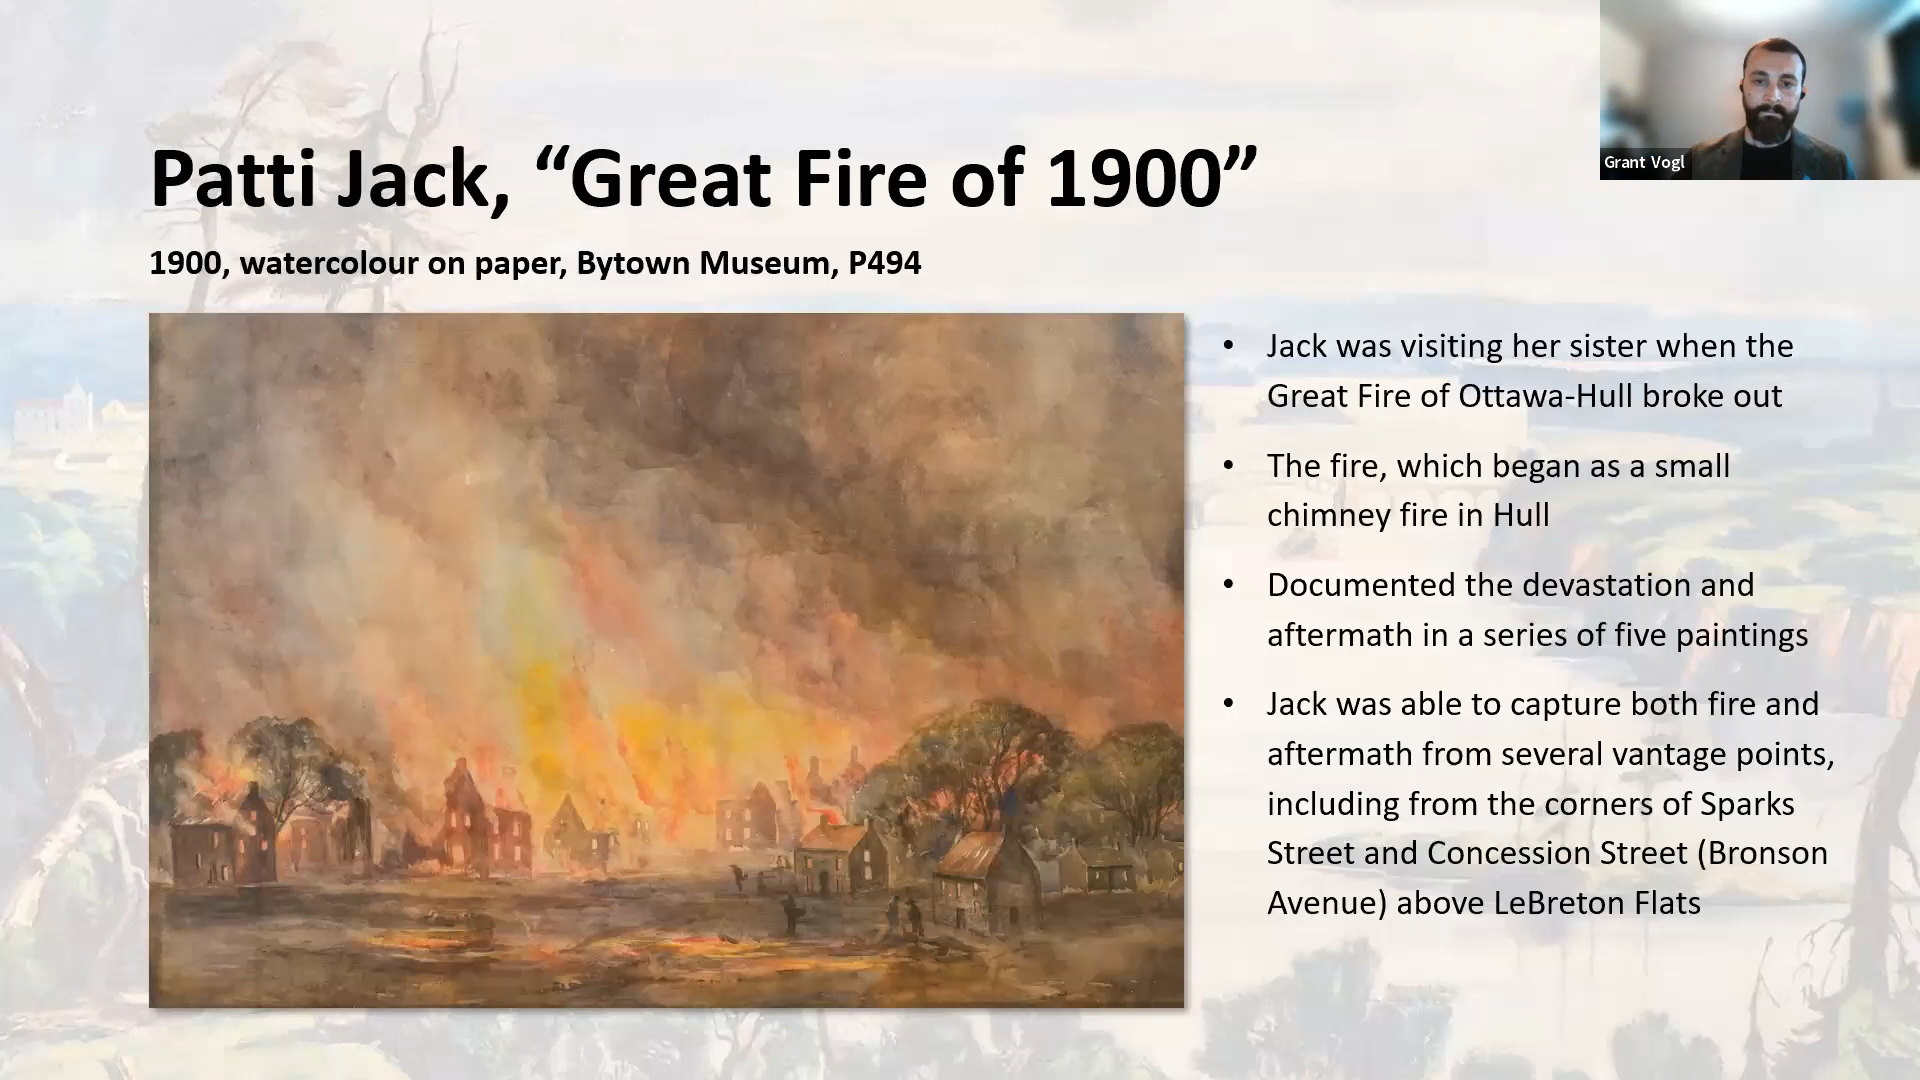 Grant Vogl
Patti Jack, “Great Fire of 1900”
1900, watercolour on paper, Bytown Museum, P494
• Jack was visiting her sister when the
Great Fire of Ottawa-Hull broke out
• The fire, which began as a small
chimney fire in Hull
• Documented the devastation and
aftermath in a series of five paintings
• Jack was able to capture both fire and
aftermath from several vantage points,
including from the corners of Sparks
Street and Concession Street (Bronson
Avenue) above LeBreton Flats